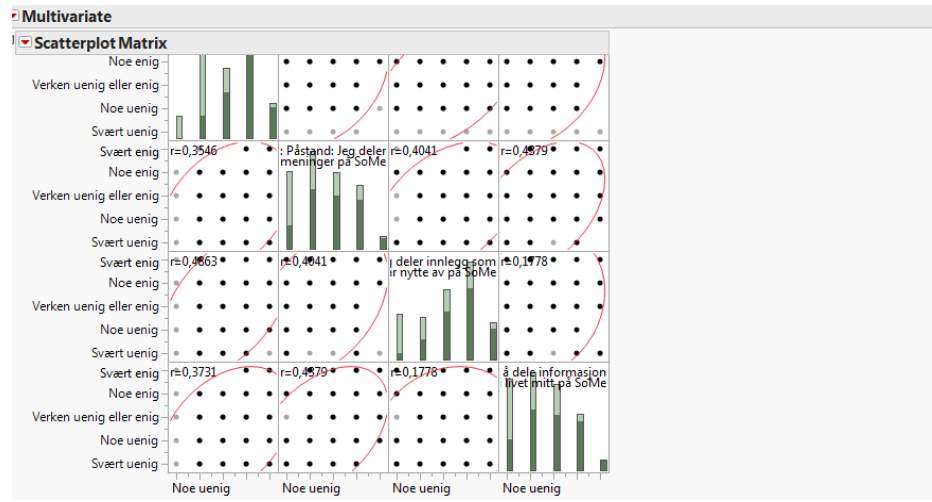 Multivariate
Scatterplot Matrix
Noe enig
Verken uenig eller enig
Noe uenig
Svært uenig
Svært enig
Noe enig
Verken uenig eller enig
Noe uenig
Svært uenig
r=0,3546
: Påstand: Jeg deler
meninger på SoMe
r=0,4041
r=0,4379
Svært enig
Noe enig
Verken uenig eller enig
Noe uenig
Svært uenig
r=0,4863
r=0,4041
deler innlegg som
ir nytte av på SoMe
r=0,1778
Svært enig
Noe enig
Verken uenig eller enig
Noe uenig
Svært uenig
r=0,3731
r=0,4379
r=0,1778
å dele informasjon
livet mitt på SoMe
Noe uenig
Noe uenig
Noe uenig
Noe uenig